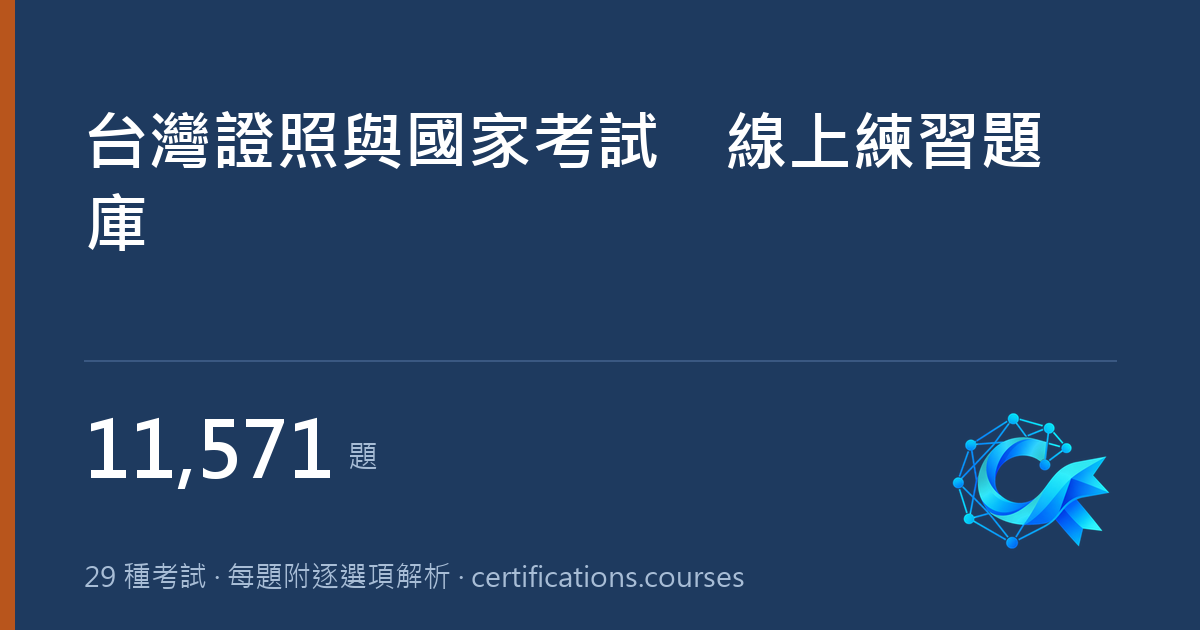 台灣證照與國家考試　線上練習題
庫
11,571 題
29 種考試 · 每題附逐選項解析 · certifications.courses